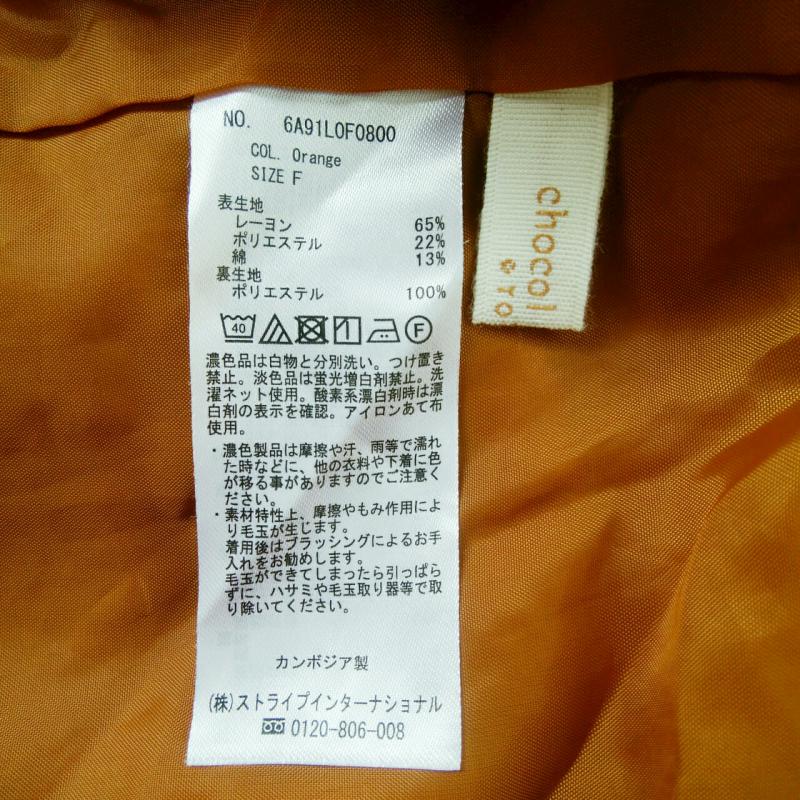 NO. 6A91L0F0800
COL. Orange
SIZE F
表生地
レーヨン 65%
ポリエステル 22%
綿 13%
裏生地
ポリエステル 100%
40 F
濃色品は白物と分別洗い。つけ置き
禁止。淡色品は蛍光増白剤禁止。洗
濯ネット使用。酸素系漂白剤時は漂
白剤の表示を確認。アイロンあて布
使用。
・濃色製品は摩擦や汗、雨等で濡れ
た時などに、他の衣料や下着に色
が移る事がありますのでご注意く
ださい。
・素材特性上、摩擦やもみ作用によ
り毛玉が生じます。
着用後はブラッシングによるお手
入れをお勧めします。
毛玉ができてしまったら引っぱら
ずに、ハサミや毛玉取り器等で取
り除いてください。
カンボジア製
(株)ストライプインターナショナル
0120-806-008
chocol